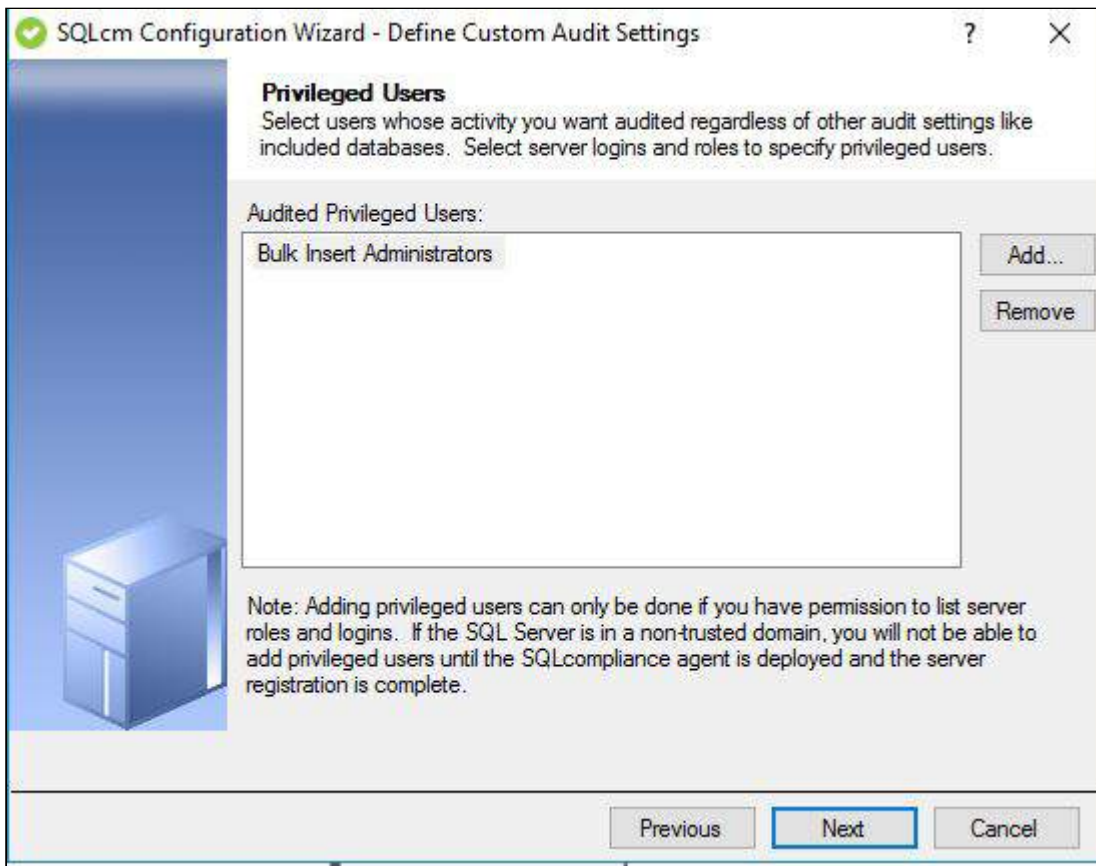 SQLcm Configuration Wizard - Define Custom Audit Settings
?
Privileged Users
Select users whose activity you want audited regardless of other audit settings like
included databases. Select server logins and roles to specify privileged users.
Audited Privileged Users:
Bulk Insert Administrators
Add...
Remove
Note: Adding privileged users can only be done if you have permission to list server
roles and logins. If the SQL Server is in a non-trusted domain, you will not be able to
add privileged users until the SQLcompliance agent is deployed and the server
registration is complete.
Previous
Next
Cancel